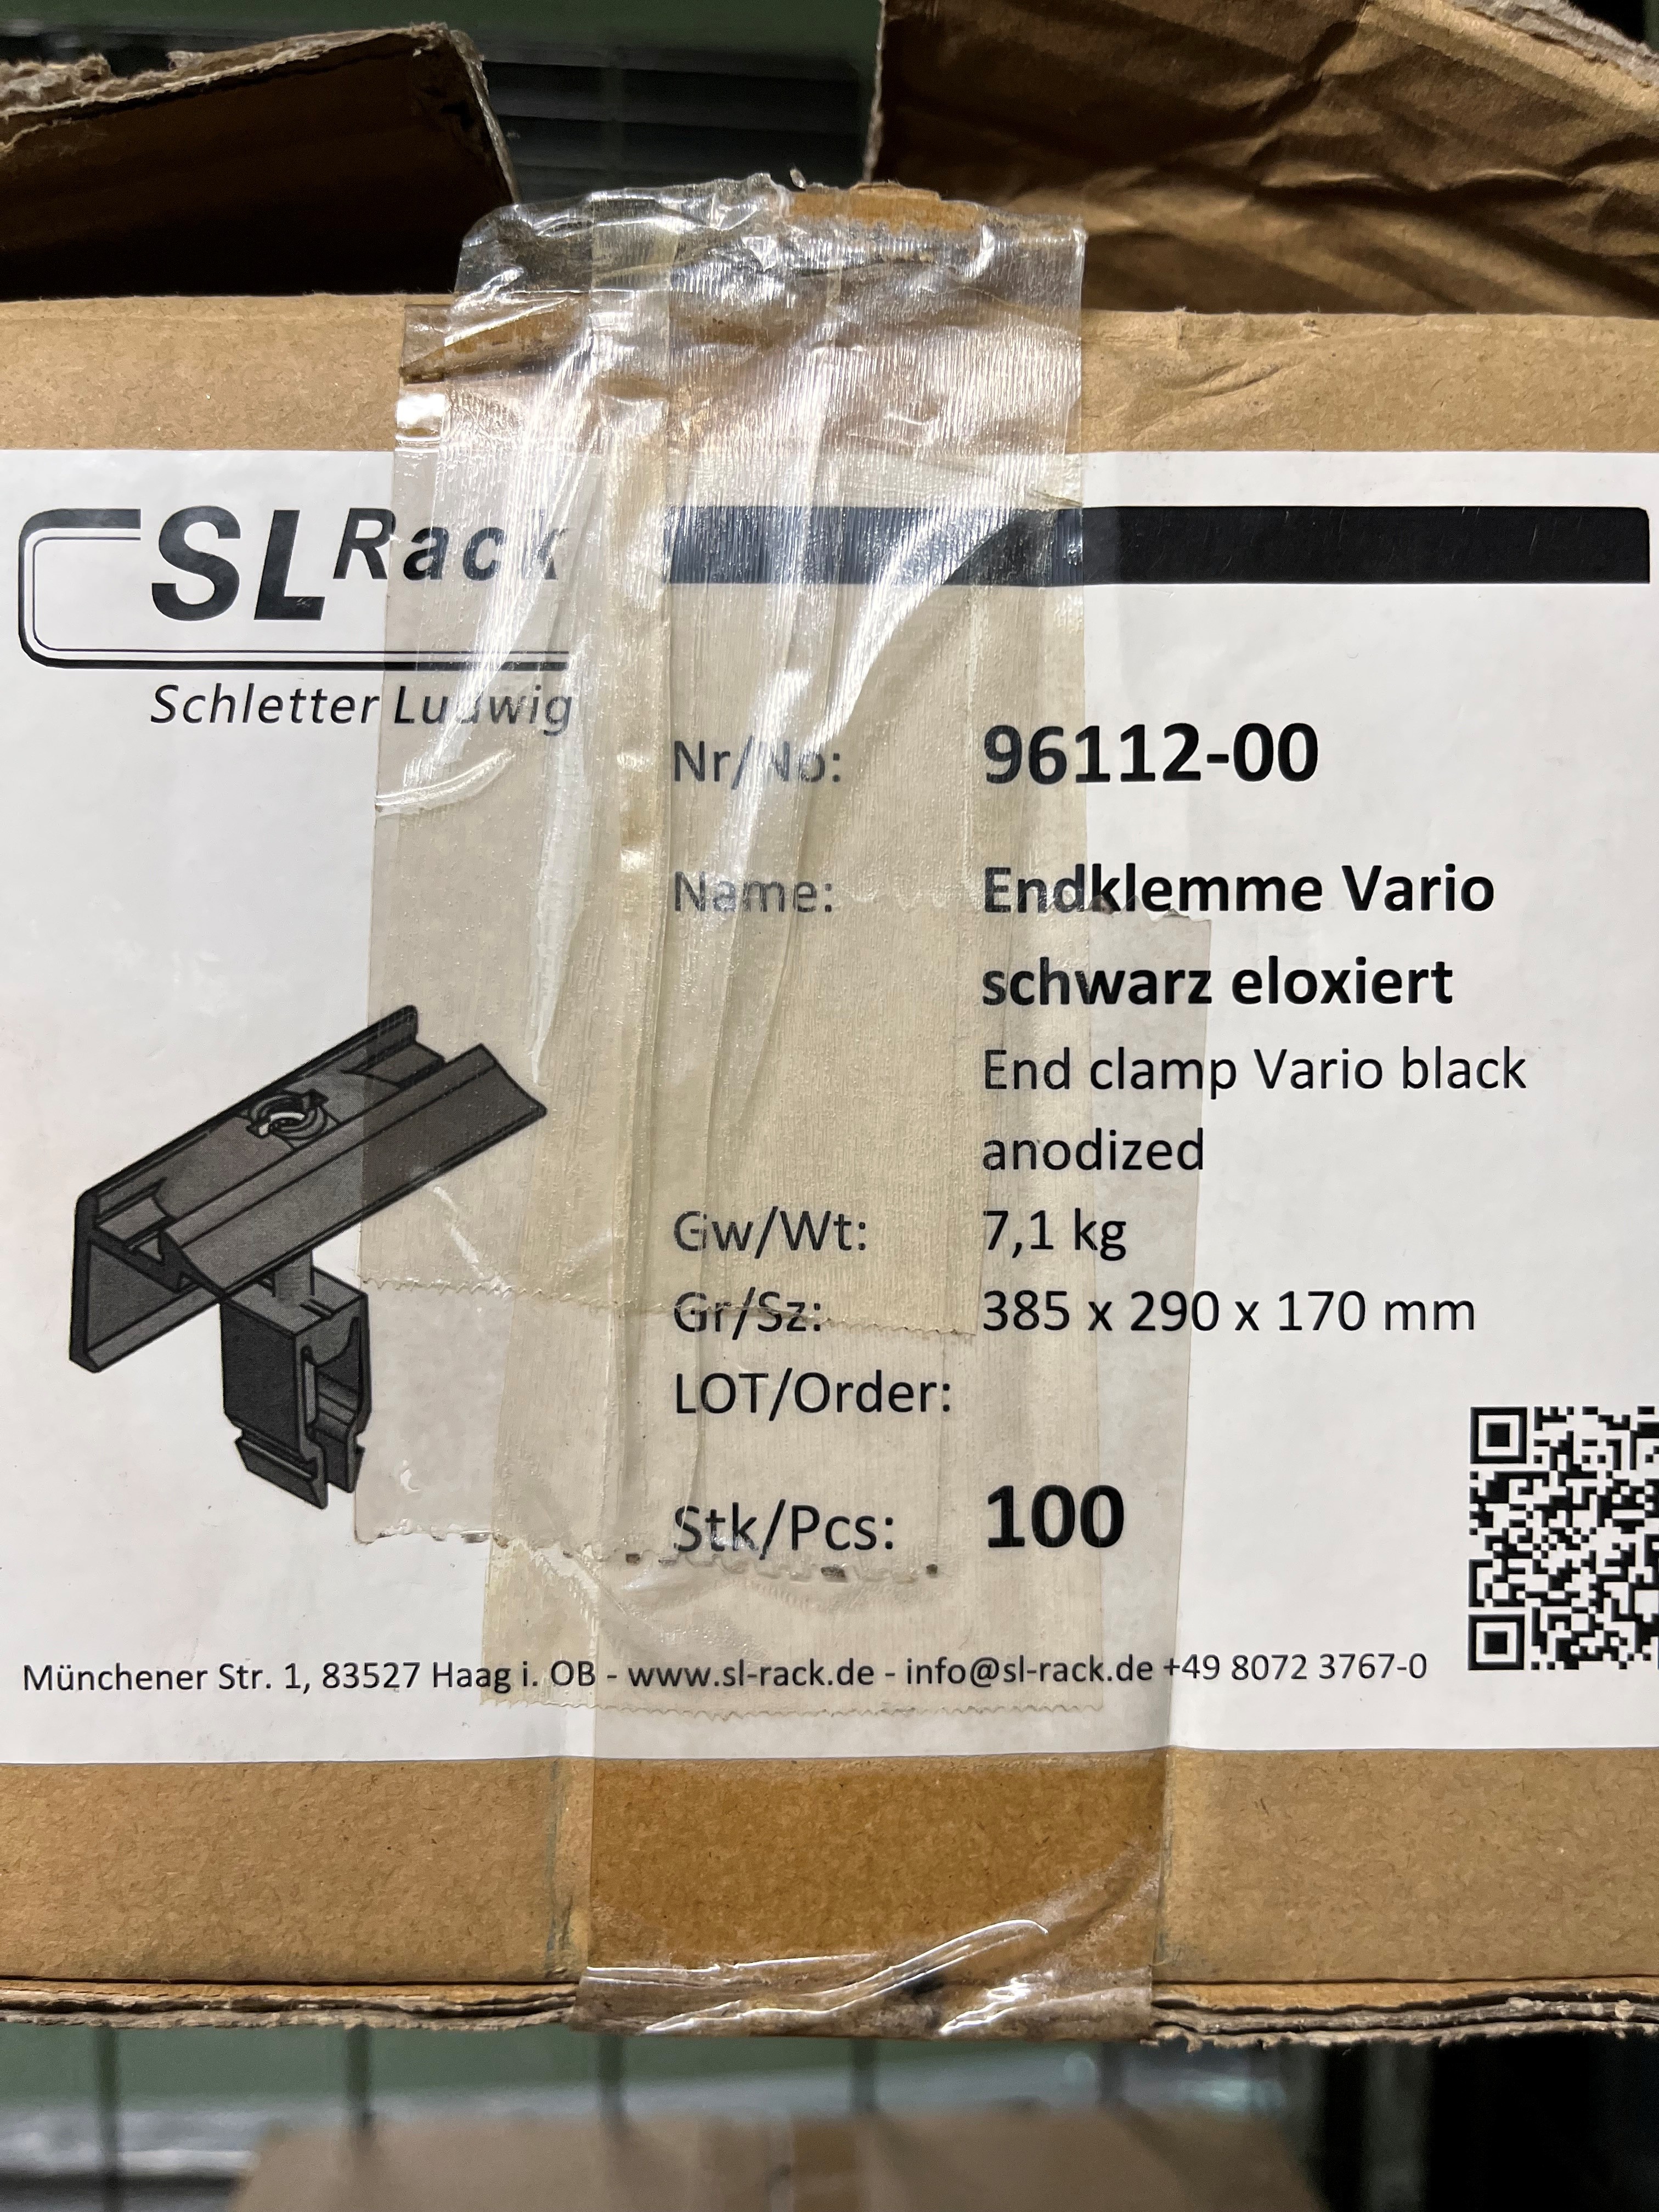 SLRack
Schletter Ludwig
Nr/No: 96112-00
Name: Endklemme Vario
schwarz eloxiert
End clamp Vario black
anodized
Gw/Wt: 7,1 kg
Gr/Sz: 385 x 290 x 170 mm
LOT/Order:
Stk/Pcs: 100
Münchener Str. 1, 83527 Haag i. OB - www.sl-rack.de - info@sl-rack.de +49 8072 3767-0